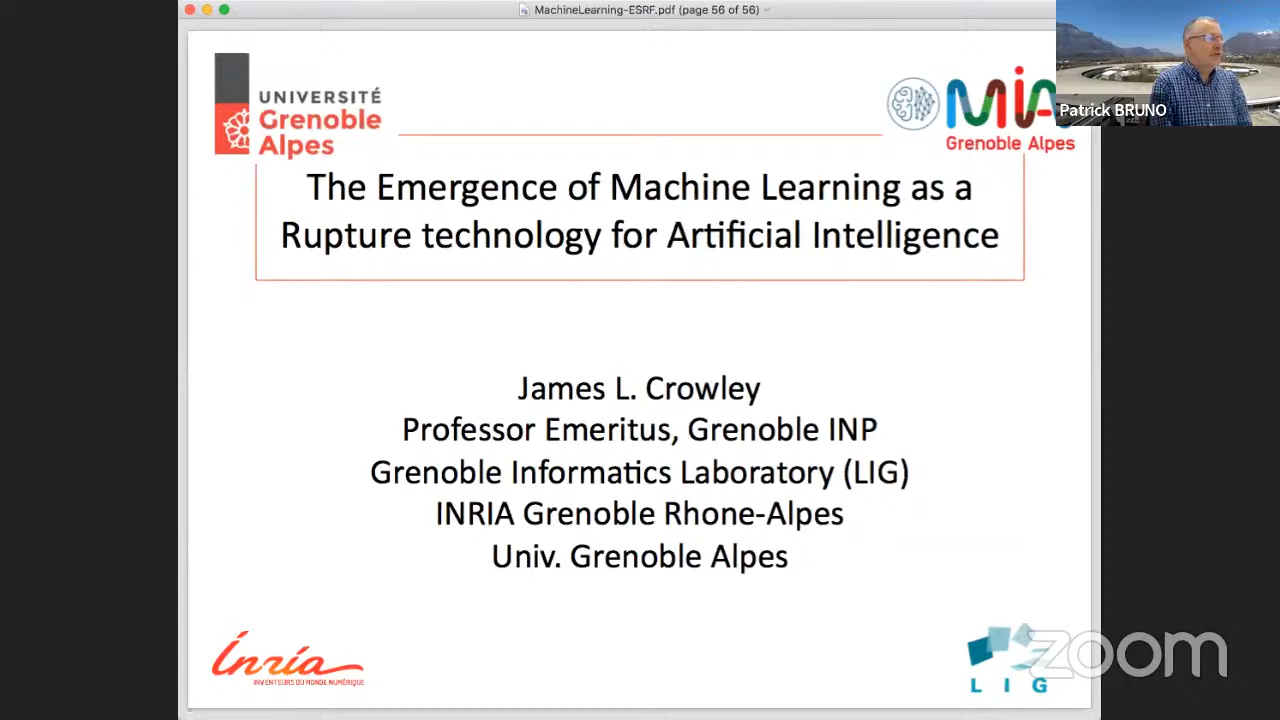 MachineLearning-ESRF.pdf (page 56 of 56)
Patrick BRUNO
UNIVERSITÉ
Grenoble
Alpes
MIA
Grenoble Alpes
The Emergence of Machine Learning as a
Rupture technology for Artificial Intelligence
James L. Crowley
Professor Emeritus, Grenoble INP
Grenoble Informatics Laboratory (LIG)
INRIA Grenoble Rhone-Alpes
Univ. Grenoble Alpes
Inria
INVENTEURS DU MONDE NUMÉRIQUE
LIG
zoom